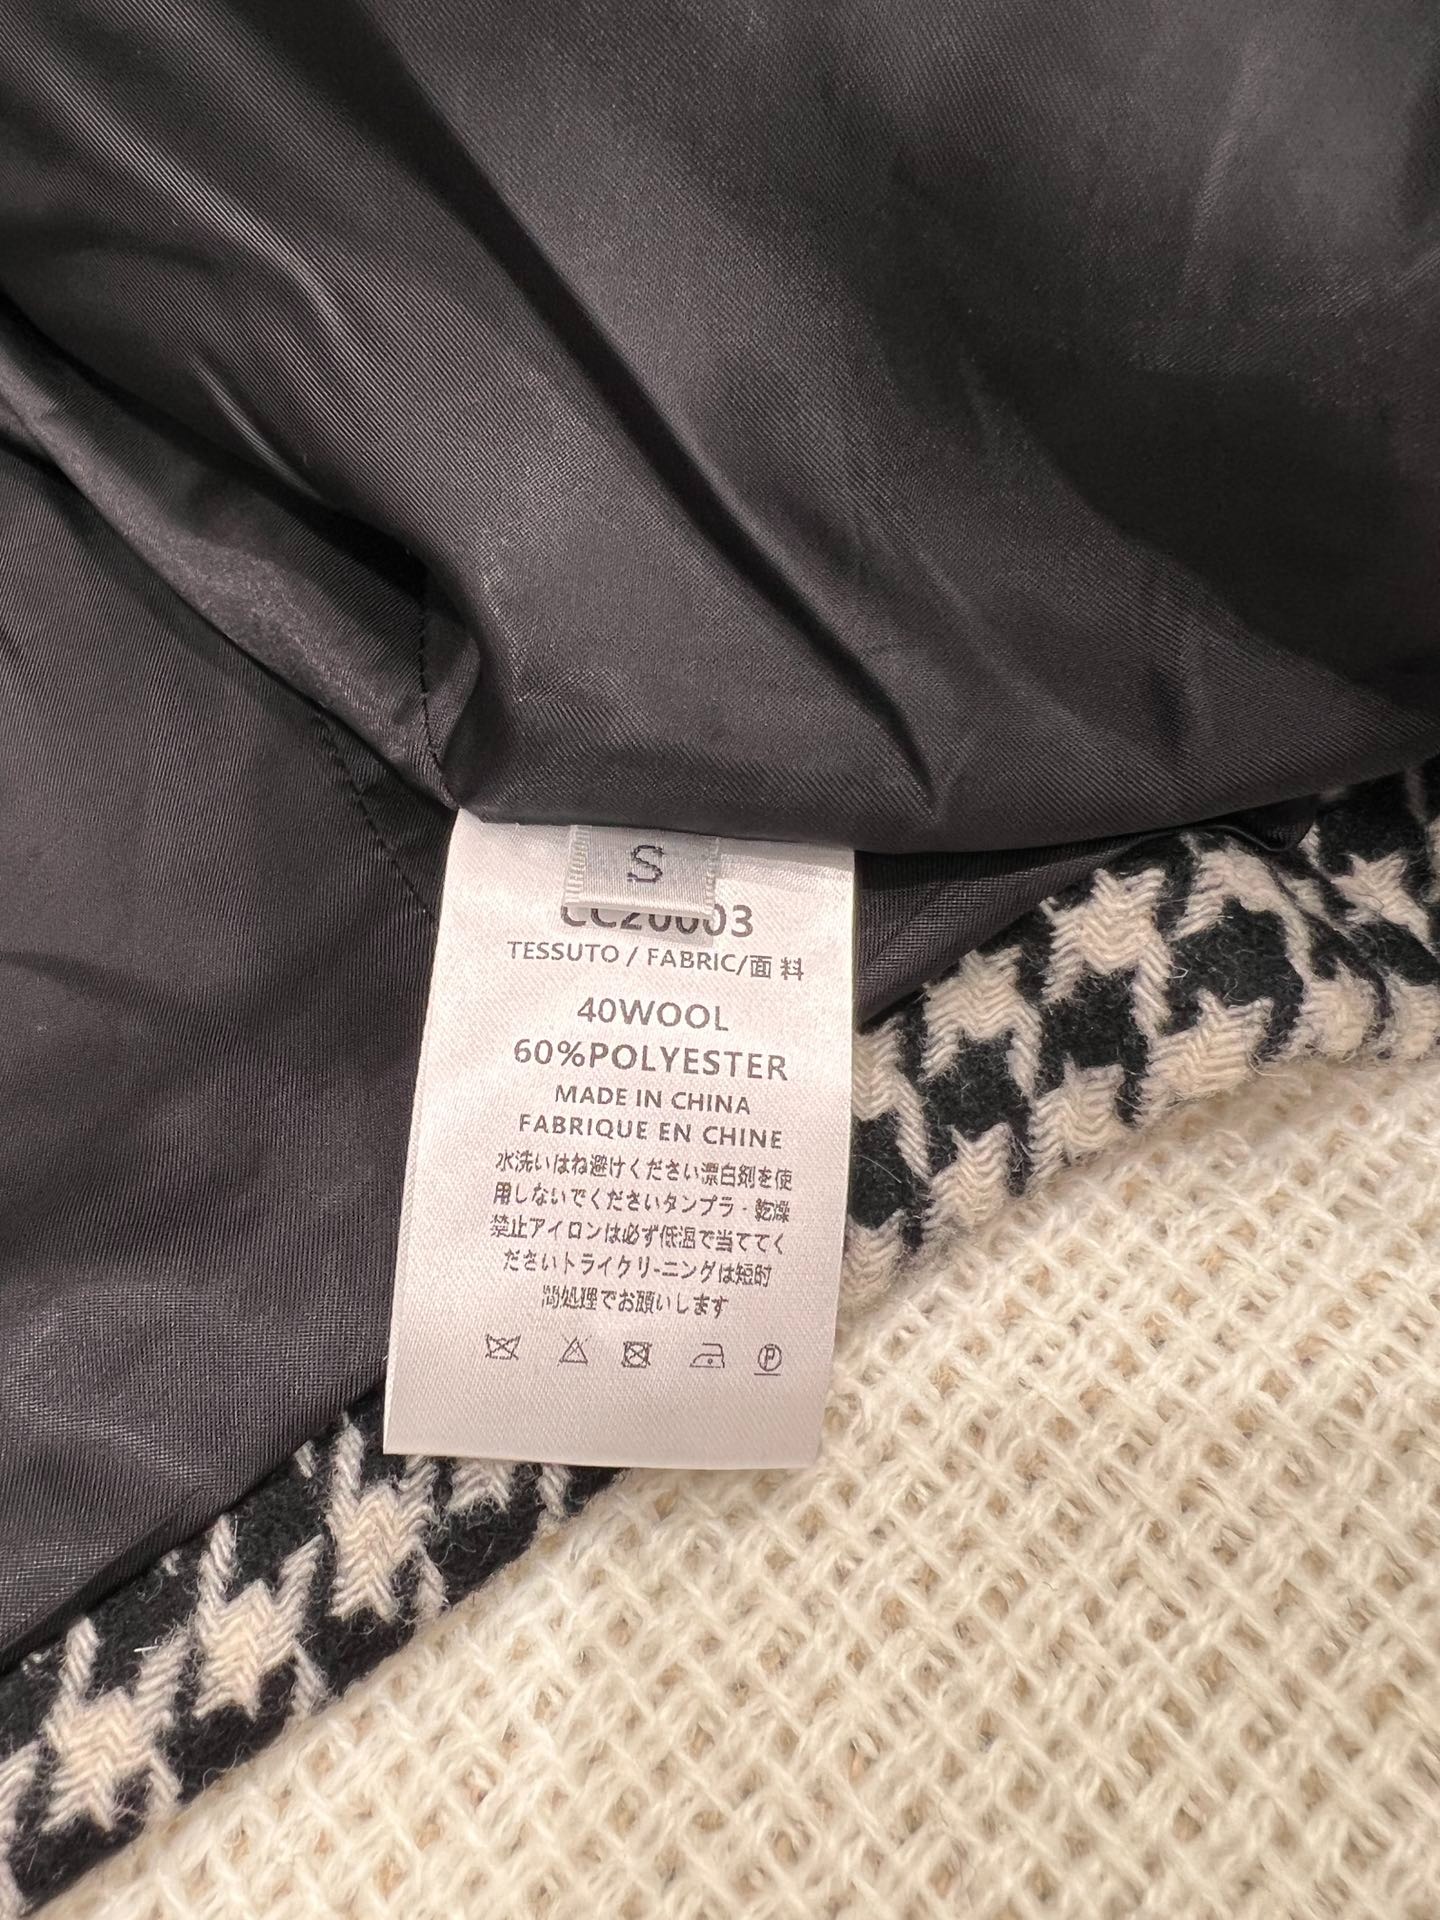 S
CC20003
TESSUTO / FABRIC/面 料
40WOOL
60%POLYESTER
MADE IN CHINA
FABRIQUE EN CHINE
水洗いはね避けください漂白剤を使
用しないでくださいタンプラ・乾燥
禁止アイロンは必ず低温で当ててく
ださいトライクリーニングは短时
間処理でお願いします
P